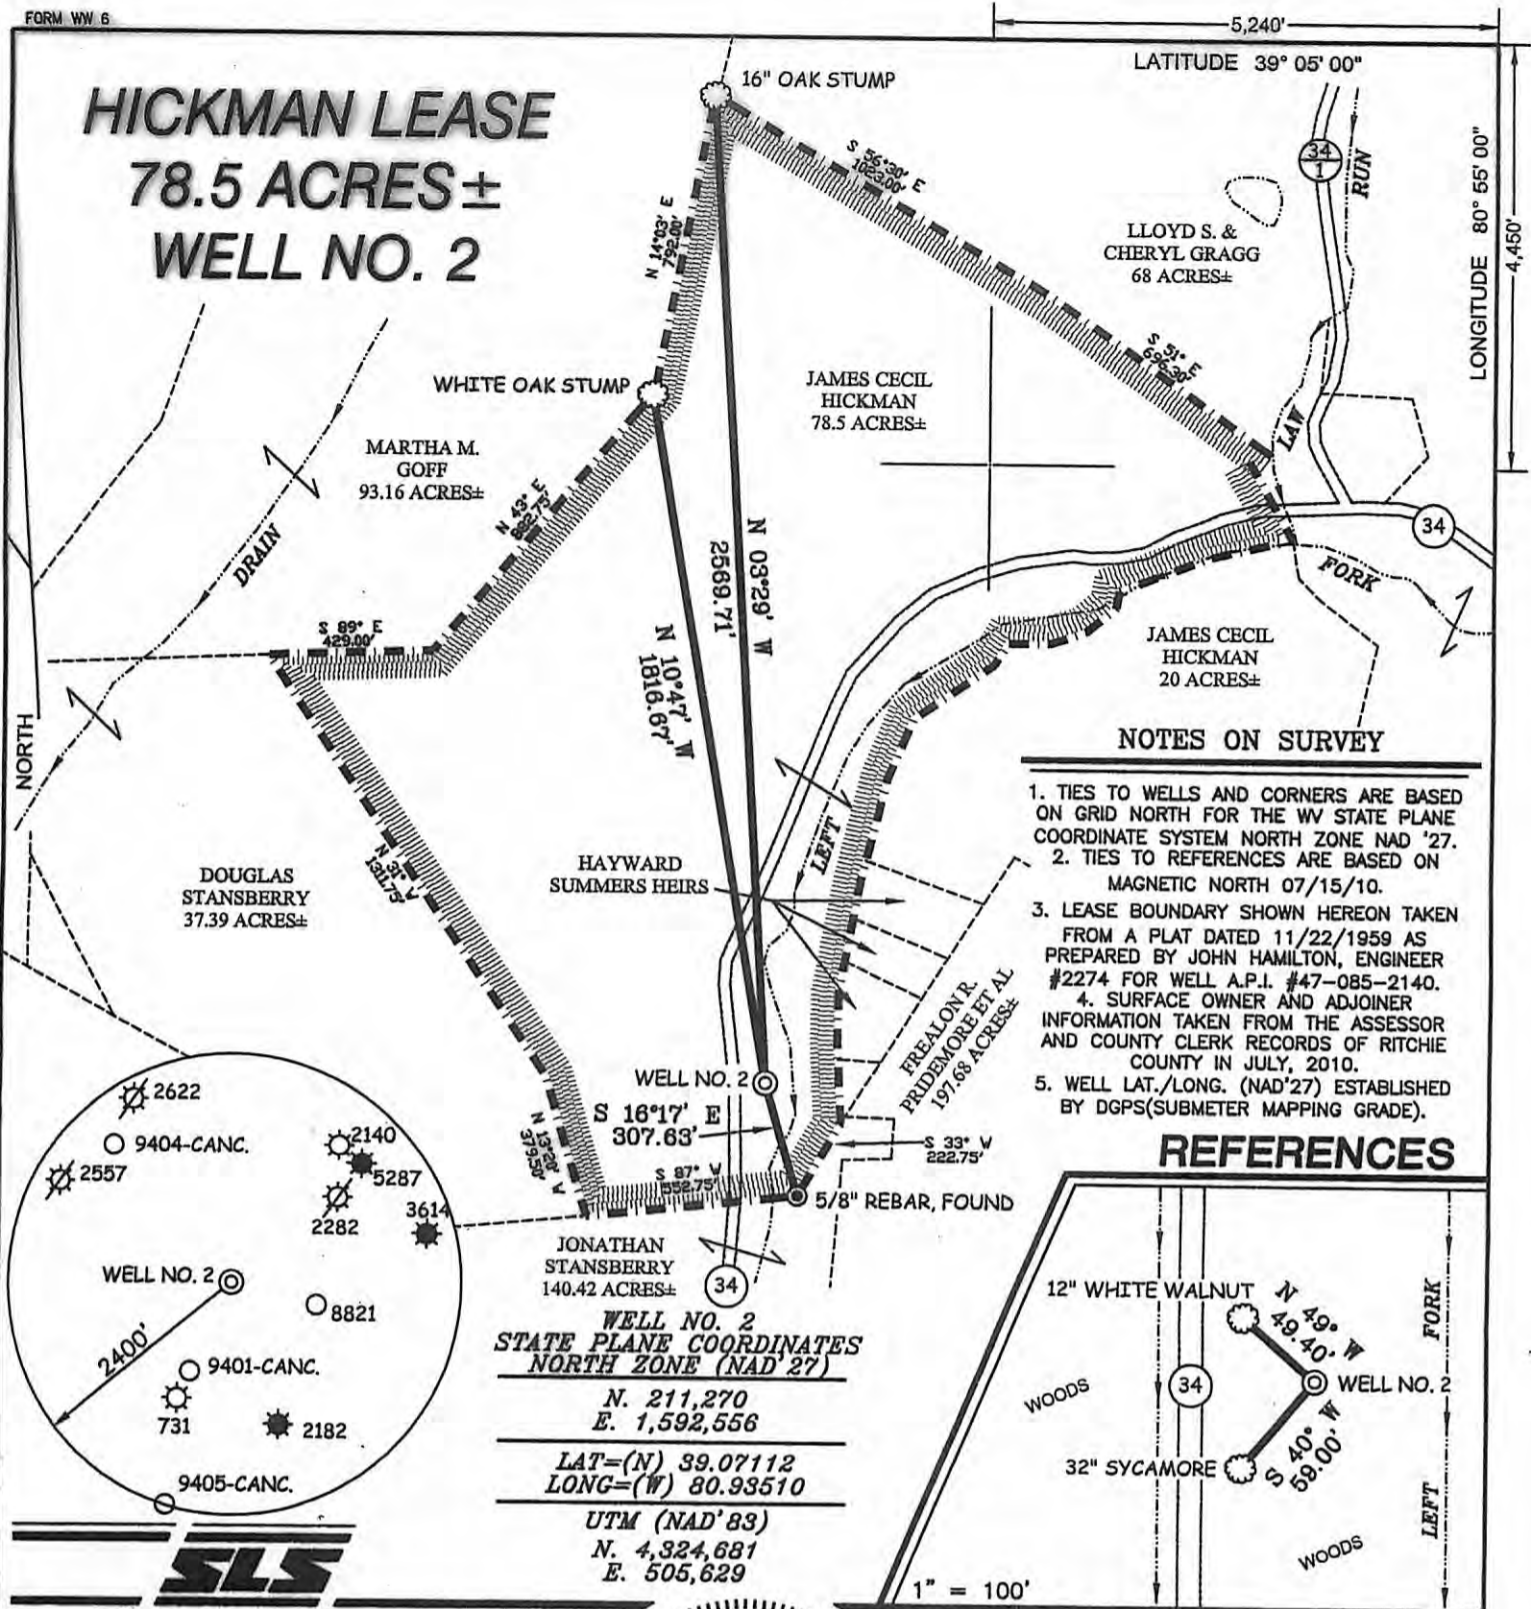 FORM WW 6
5,240'
LATITUDE 39° 05' 00"
HICKMAN LEASE
78.5 ACRES±
WELL NO. 2
16" OAK STUMP
S 56°30' E
1023.00'
34
1
RUN
LONGITUDE 80° 55' 00"
4,450'
LLOYD S. &
CHERYL GRAGG
68 ACRES±
N 14°03' E
792.00'
S 51° E
696.30'
WHITE OAK STUMP
JAMES CECIL
HICKMAN
78.5 ACRES±
LAW
MARTHA M.
GOFF
93.16 ACRES±
N 43° E
882.75'
DRAIN
N 03°29' W
2569.71'
34
FORK
S 89° E
429.00'
N 10°47' W
1816.67'
JAMES CECIL
HICKMAN
20 ACRES±
NORTH
NOTES ON SURVEY
1. TIES TO WELLS AND CORNERS ARE BASED
ON GRID NORTH FOR THE WV STATE PLANE
COORDINATE SYSTEM NORTH ZONE NAD '27.
2. TIES TO REFERENCES ARE BASED ON
MAGNETIC NORTH 07/15/10.
3. LEASE BOUNDARY SHOWN HEREON TAKEN
FROM A PLAT DATED 11/22/1959 AS
PREPARED BY JOHN HAMILTON, ENGINEER
#2274 FOR WELL A.P.I. #47-085-2140.
4. SURFACE OWNER AND ADJOINER
INFORMATION TAKEN FROM THE ASSESSOR
AND COUNTY CLERK RECORDS OF RITCHIE
COUNTY IN JULY, 2010.
5. WELL LAT./LONG. (NAD'27) ESTABLISHED
BY DGPS(SUBMETER MAPPING GRADE).
LEFT
N 31° W
1311.75'
HAYWARD
SUMMERS HEIRS
DOUGLAS
STANSBERRY
37.39 ACRES±
FREALON R.
PRIDEMORE ET AL
197.68 ACRES±
WELL NO. 2
S 16°17' E
307.63'
N 13°20' W
379.50'
S 87° W
552.75'
S 33° W
222.75'
5/8" REBAR, FOUND
JONATHAN
STANSBERRY
140.42 ACRES±
34
2622
9404-CANC.
2140
2557
5287
2282
3614
WELL NO. 2
8821
2400'
9401-CANC.
731
2182
9405-CANC.
WELL NO. 2
STATE PLANE COORDINATES
NORTH ZONE (NAD'27)
N. 211,270
E. 1,592,556
LAT=(N) 39.07112
LONG=(W) 80.93510
UTM (NAD'83)
N. 4,324,681
E. 505,629
SLS
REFERENCES
12" WHITE WALNUT
N 49° W
49.40'
FORK
WOODS
34
WELL NO. 2
32" SYCAMORE
S 40° W
59.00'
LEFT
WOODS
1" = 100'